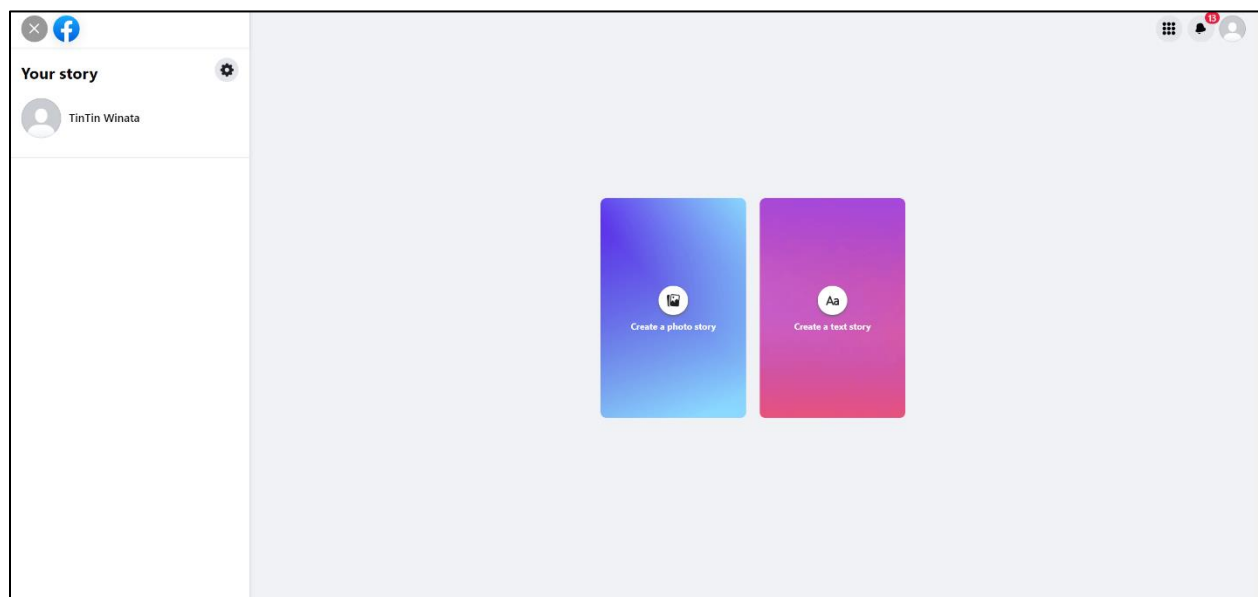 13
Your story
TinTin Winata
Aa
Create a photo story
Create a text story